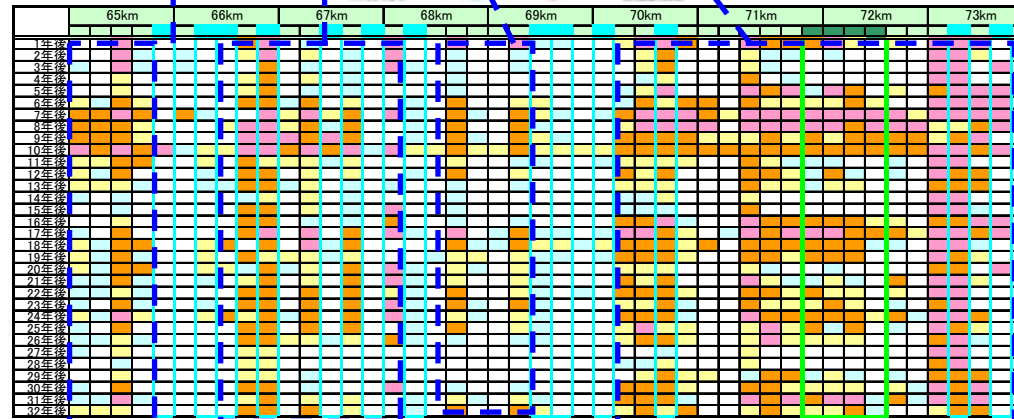 65km 66km 67km 68km 69km 70km 71km 72km 73km
1年後
2年後
3年後
4年後
5年後
6年後
7年後
8年後
9年後
10年後
11年後
12年後
13年後
14年後
15年後
16年後
17年後
18年後
19年後
20年後
21年後
22年後
23年後
24年後
25年後
26年後
27年後
28年後
29年後
30年後
31年後
32年後